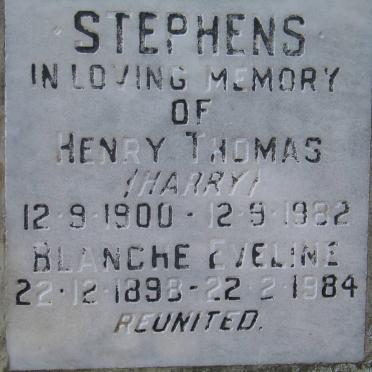 STEPHENS
IN LOVING MEMORY
OF
HENRY THOMAS
(HARRY)
12·9·1900 - 12·9·1982
BLANCHE EVELINE
22·12·1898-22·2·1984
REUNITED.